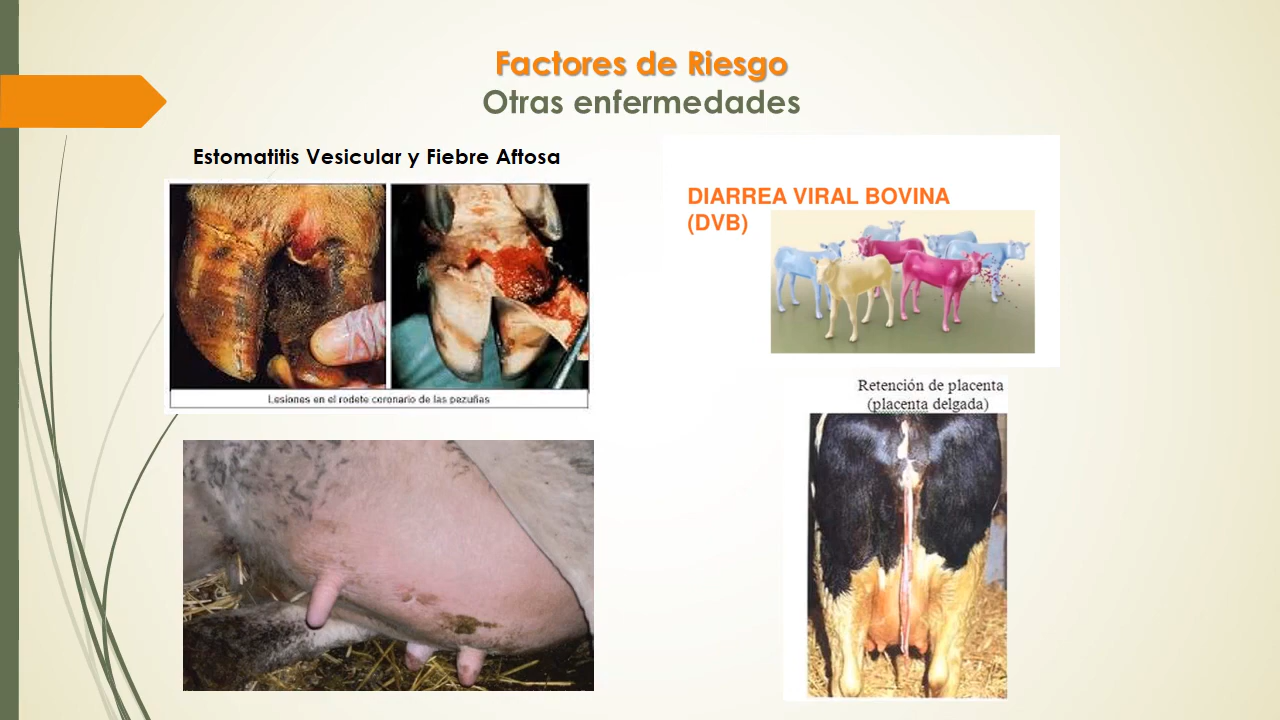 Factores de Riesgo
Otras enfermedades
Estomatitis Vesicular y Fiebre Aftosa
Lesiones en el rodete coronario de las pezuñas
DIARREA VIRAL BOVINA
(DVB)
Retención de placenta
(placenta delgada)